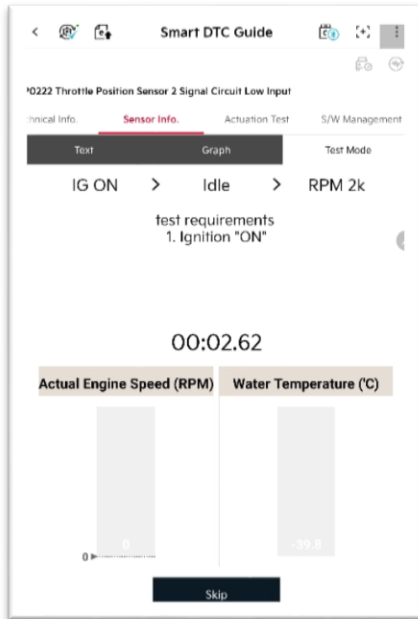 Smart DTC Guide
P0222 Throttle Position Sensor 2 Signal Circuit Low Input
hnical Info. Sensor Info. Actuation Test S/W Management
Text Graph Test Mode
IG ON > Idle > RPM 2k
test requirements
1. Ignition "ON"
00:02.62
Actual Engine Speed (RPM) Water Temperature (℃)
0 -39.8
0
Skip